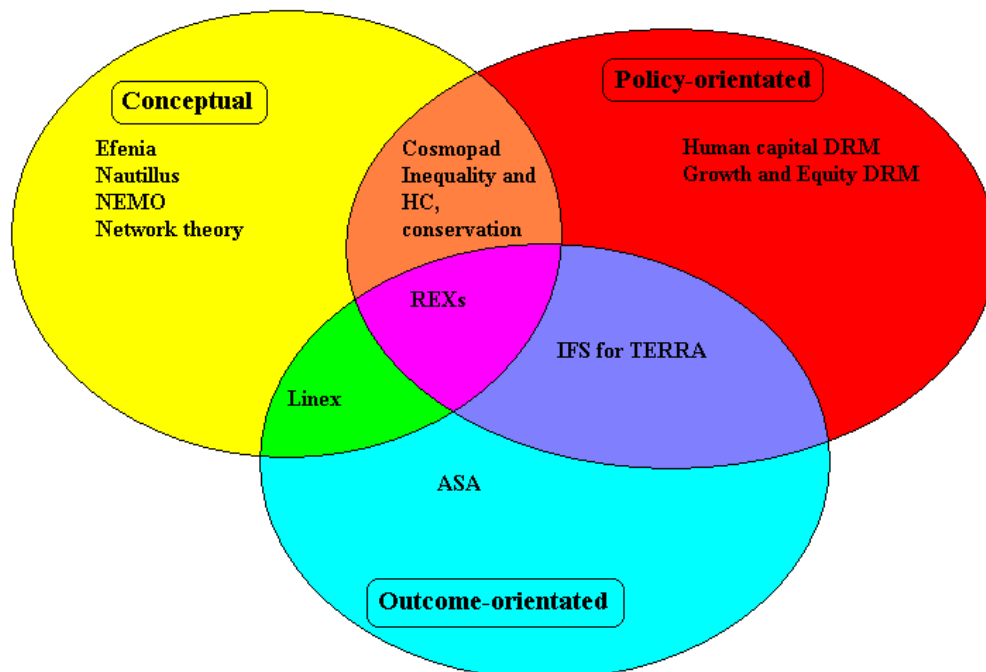 Conceptual
Efenia
Nautillus
NEMO
Network theory
Cosmopad
Inequality and
HC,
conservation
Policy-orientated
Human capital DRM
Growth and Equity DRM
REXs
IFS for TERRA
Linex
ASA
Outcome-orientated